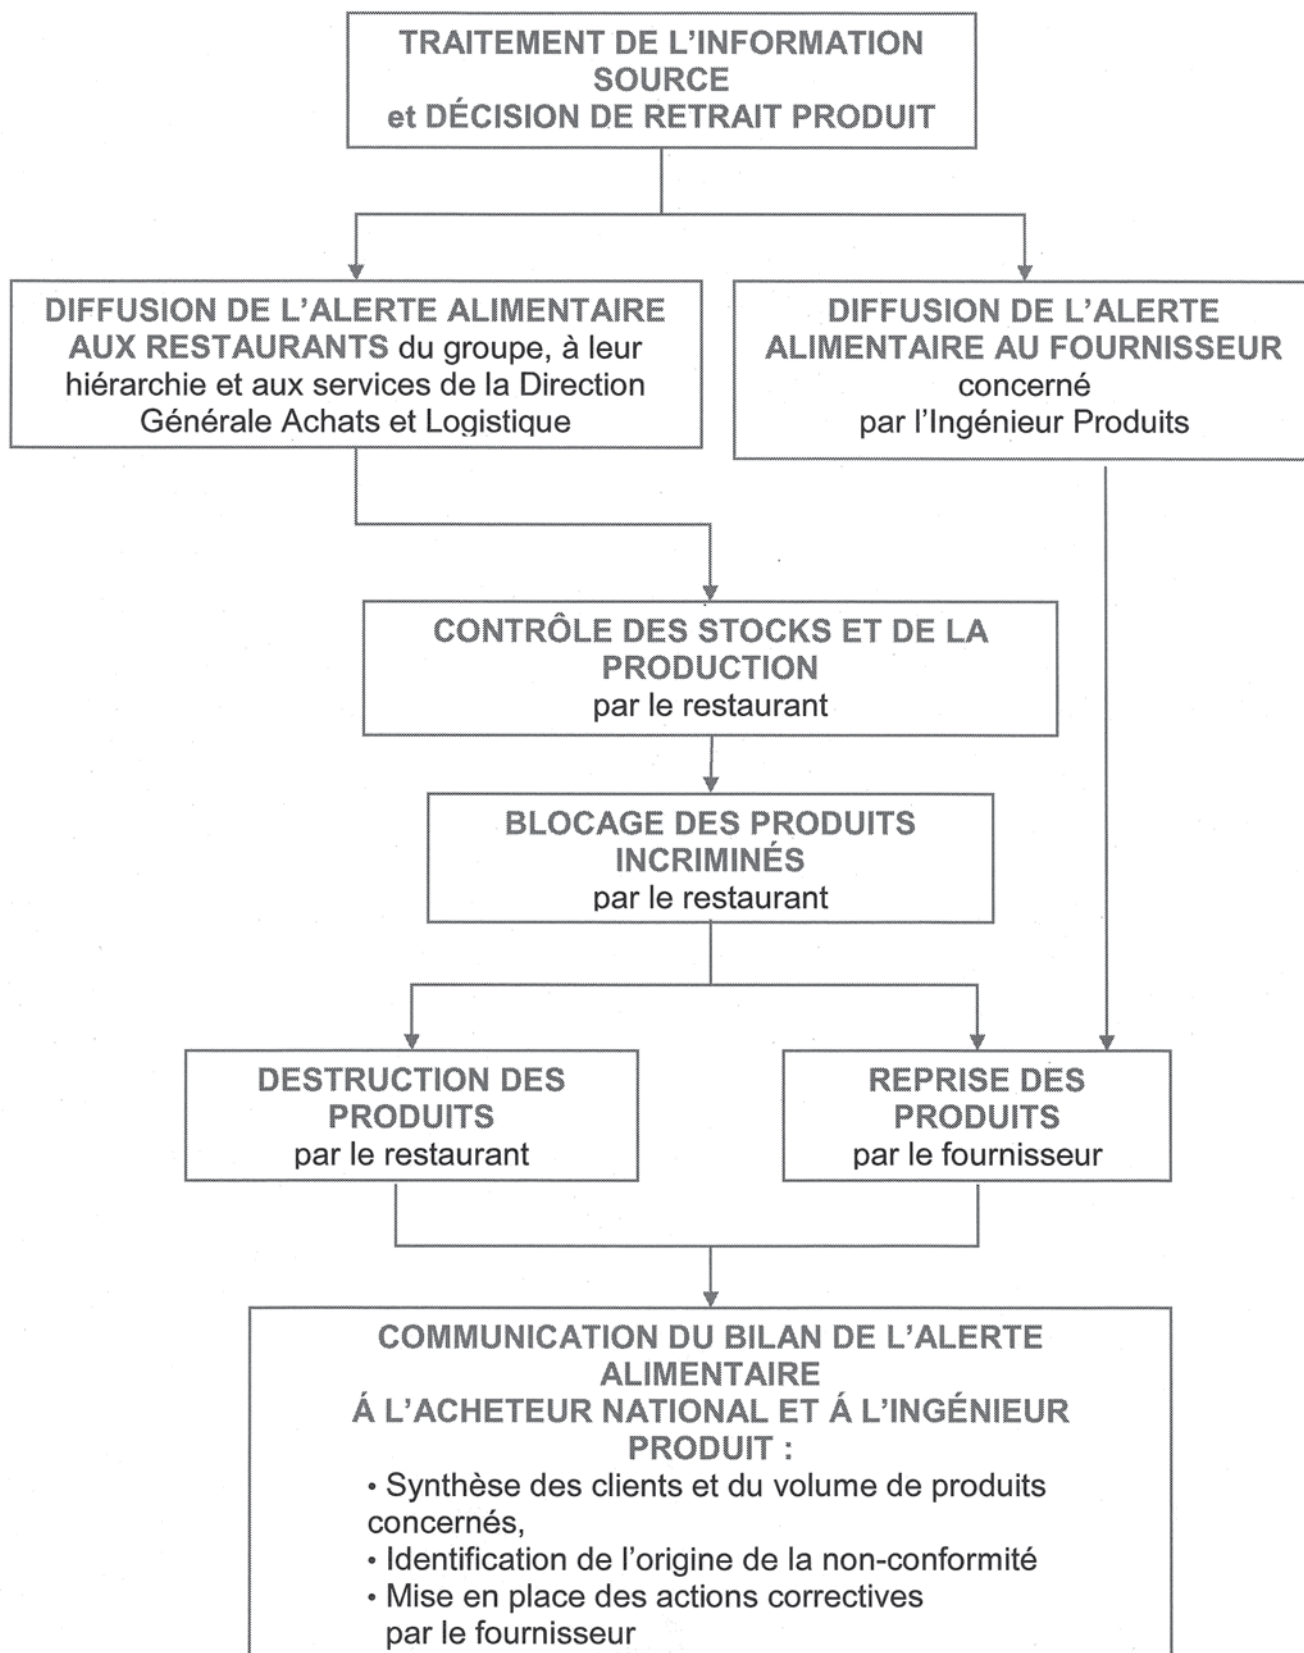 TRAITEMENT DE L’INFORMATION
SOURCE
et DÉCISION DE RETRAIT PRODUIT
DIFFUSION DE L’ALERTE ALIMENTAIRE
AUX RESTAURANTS du groupe, à leur
hiérarchie et aux services de la Direction
Générale Achats et Logistique
DIFFUSION DE L’ALERTE
ALIMENTAIRE AU FOURNISSEUR
concerné
par l’Ingénieur Produits
CONTRÔLE DES STOCKS ET DE LA
PRODUCTION
par le restaurant
BLOCAGE DES PRODUITS
INCRIMINÉS
par le restaurant
DESTRUCTION DES
PRODUITS
par le restaurant
REPRISE DES
PRODUITS
par le fournisseur
COMMUNICATION DU BILAN DE L’ALERTE
ALIMENTAIRE
Á L’ACHETEUR NATIONAL ET Á L’INGÉNIEUR
PRODUIT :
• Synthèse des clients et du volume de produits
concernés,
• Identification de l’origine de la non-conformité
• Mise en place des actions correctives
par le fournisseur